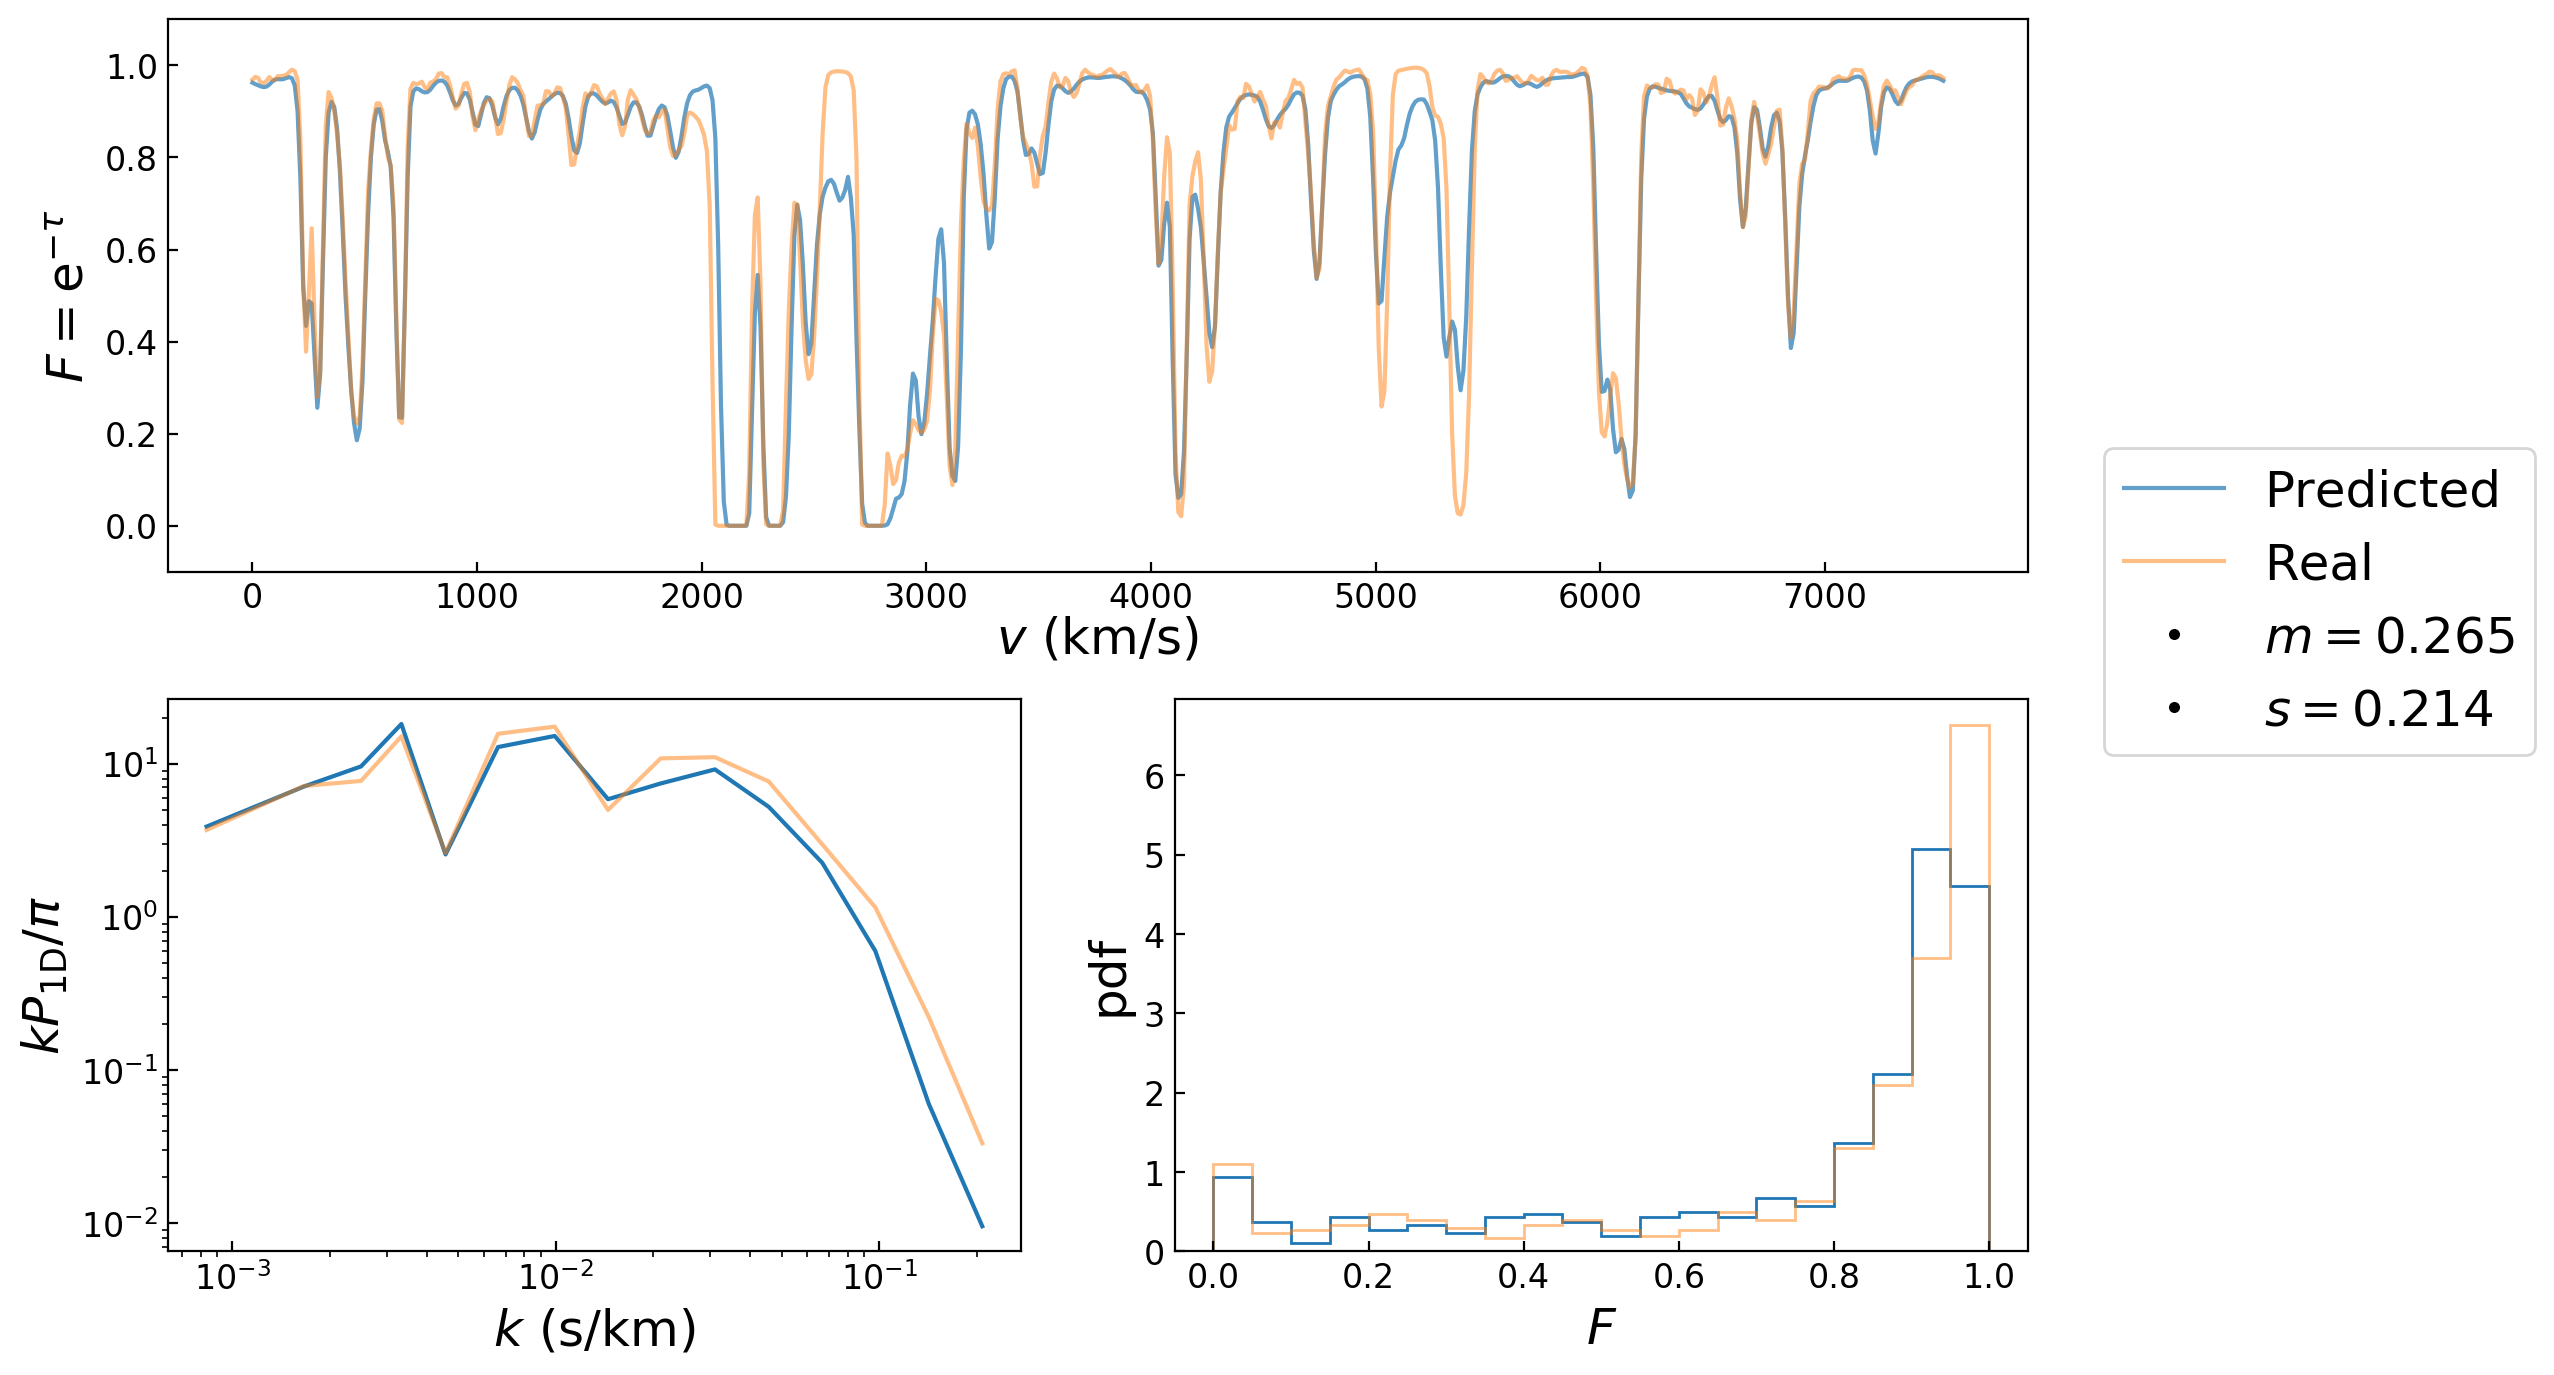 1.0
0.8
0.6
0.4
0.2
0.0
F = e^{−τ}
0 1000 2000 3000 4000 5000 6000 7000
v (km/s)
Predicted
Real
m = 0.265
s = 0.214
10^1
10^0
10^{−1}
10^{−2}
kP_{1D}/π
10^{−3} 10^{−2} 10^{−1}
k (s/km)
6
5
4
3
2
1
0
pdf
0.0 0.2 0.4 0.6 0.8 1.0
F